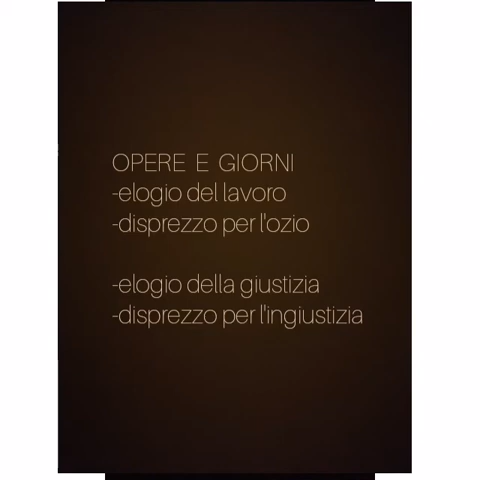 OPERE E GIORNI
-elogio del lavoro
-disprezzo per l'ozio
-elogio della giustizia
-disprezzo per l'ingiustizia